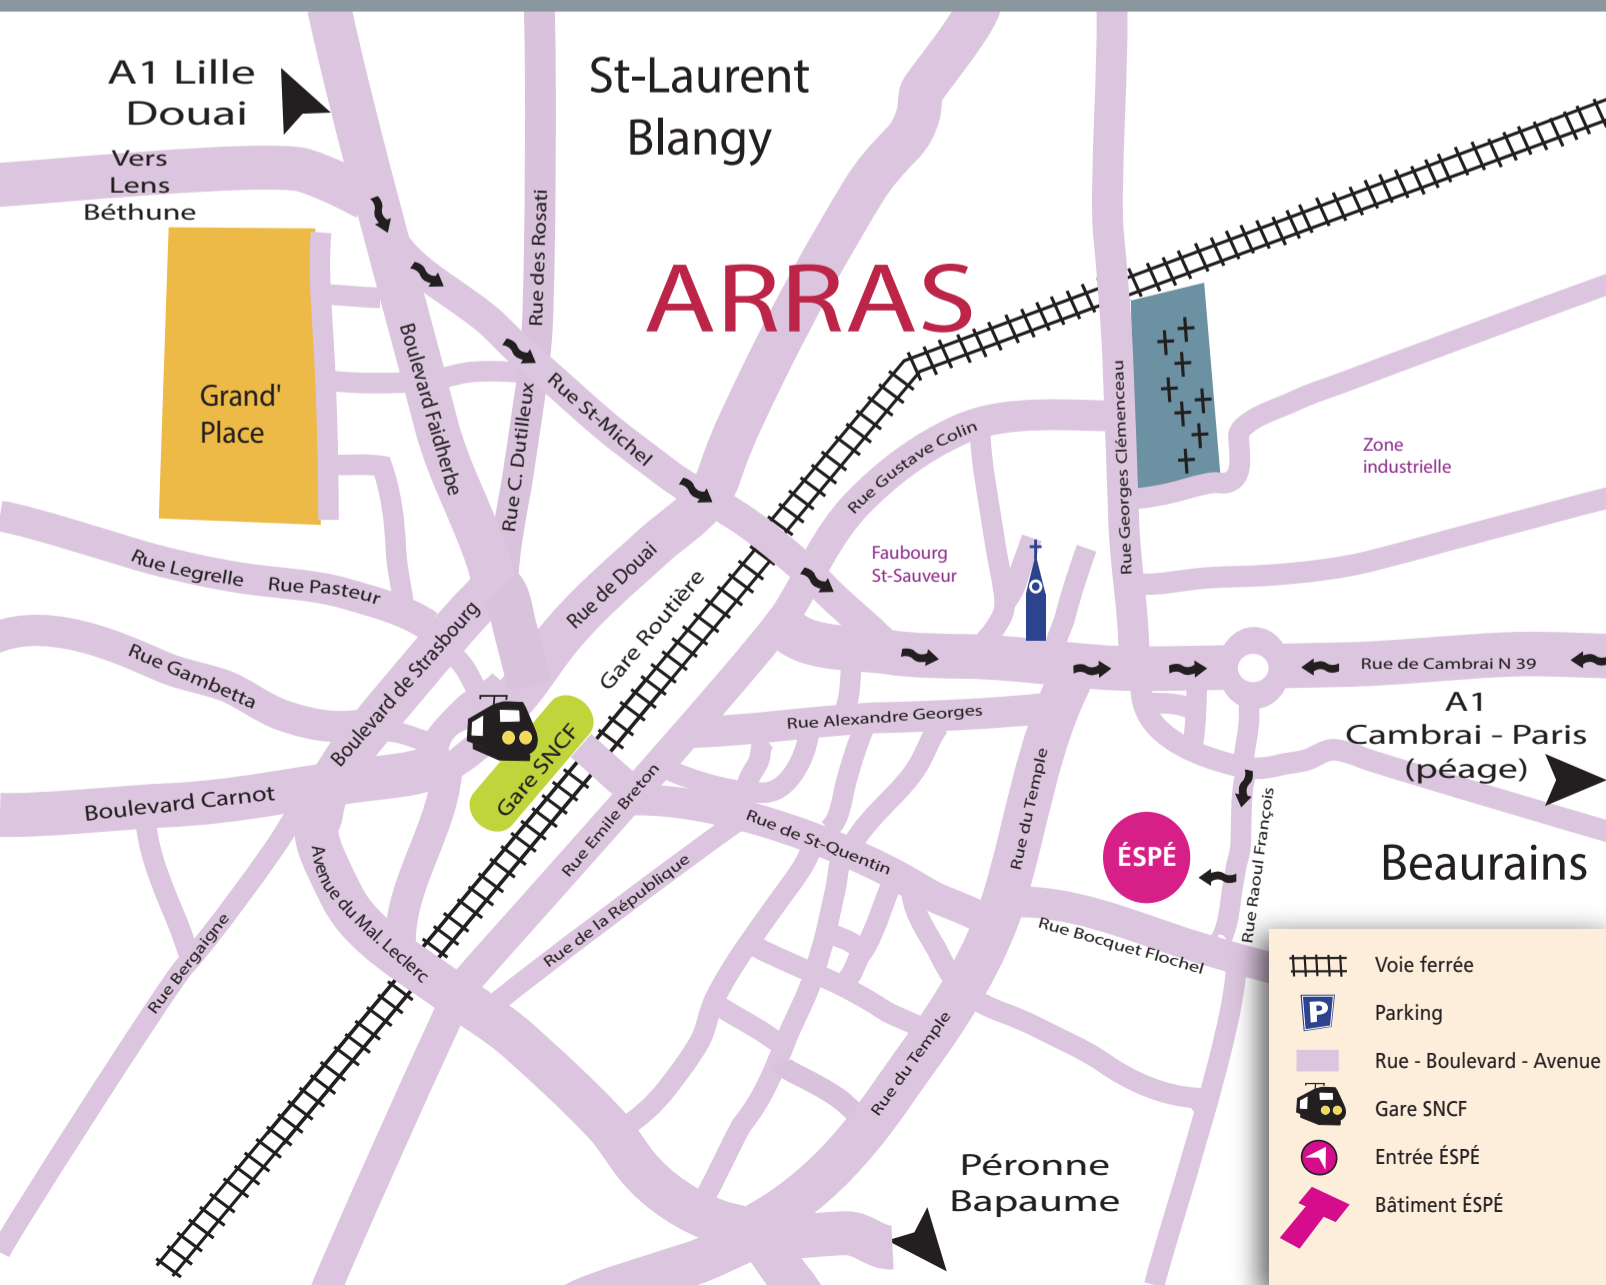 A1 Lille
Douai
Vers
Lens
Béthune
St-Laurent
Blangy
ARRAS
Grand'
Place
Rue des Rosati
Boulevard Faidherbe
Rue C. Dutilleux
Rue St-Michel
Rue Gustave Colin
Rue Georges Clémenceau
Zone
industrielle
Faubourg
St-Sauveur
Rue Legrelle
Rue Pasteur
Rue de Douai
Gare Routière
Rue Gambetta
Boulevard de Strasbourg
Gare SNCF
Boulevard Carnot
Rue Alexandre Georges
Rue de Cambrai N 39
A1
Cambrai - Paris
(péage)
Rue Emile Breton
Rue de St-Quentin
Rue du Temple
ÉSPÉ
Rue Raoul François
Beaurains
Avenue du Mal. Leclerc
Rue de la République
Rue Bergaigne
Rue Bocquet Flochel
Rue du Temple
Péronne
Bapaume
Voie ferrée
P
Parking
Rue - Boulevard - Avenue
Gare SNCF
Entrée ÉSPÉ
Bâtiment ÉSPÉ